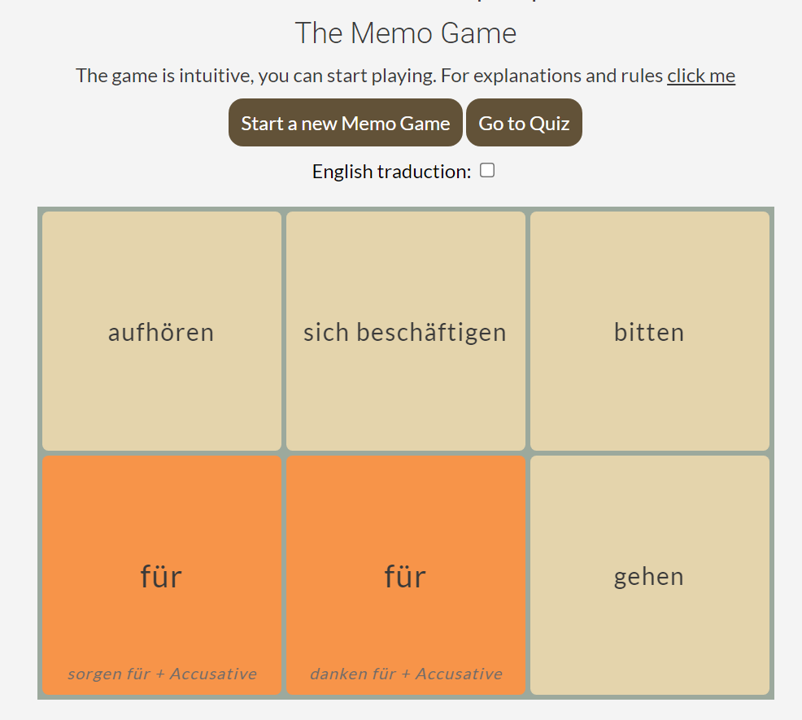 The Memo Game
The game is intuitive, you can start playing. For explanations and rules click me
Start a new Memo Game Go to Quiz
English traduction:
aufhören sich beschäftigen bitten
für für gehen
sorgen für + Accusative danken für + Accusative